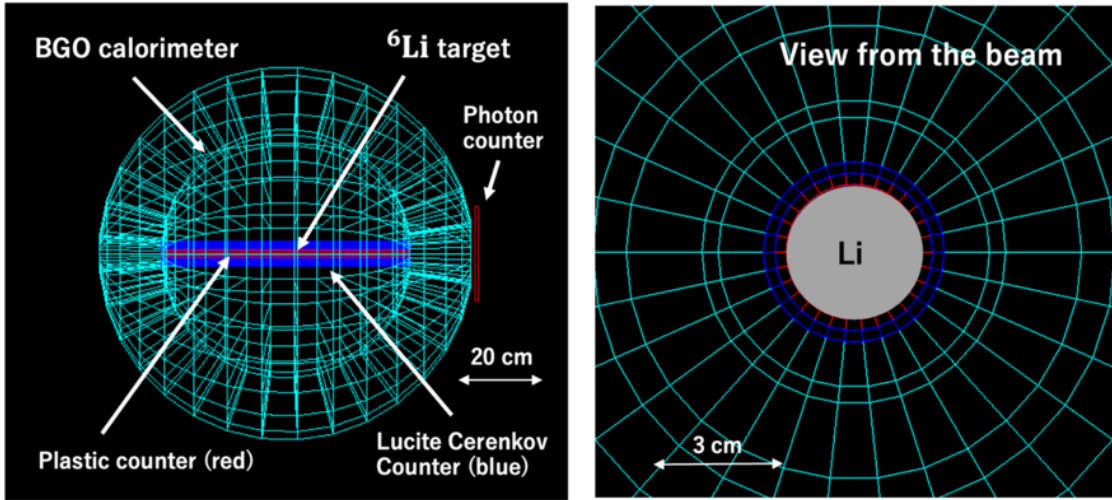 BGO calorimeter
⁶Li target
Photon
counter
20 cm
Plastic counter (red)
Lucite Cerenkov
Counter (blue)
View from the beam
Li
3 cm